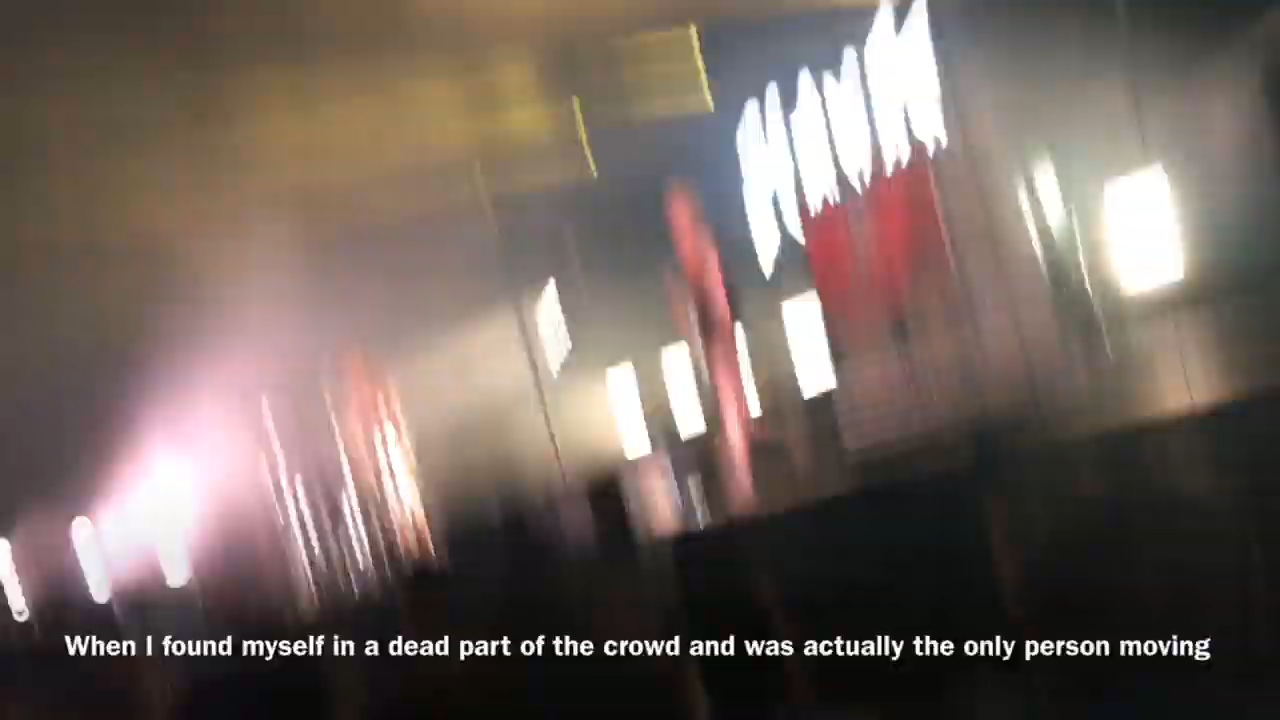 When I found myself in a dead part of the crowd and was actually the only person moving